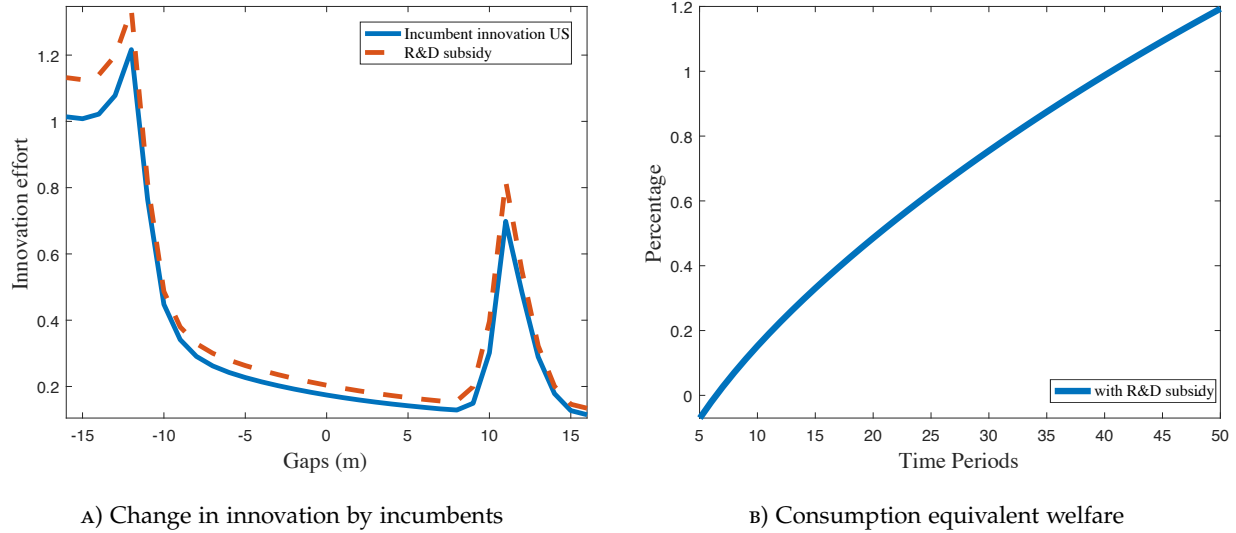 Incumbent innovation US
R&D subsidy
Innovation effort
1.2
1
0.8
0.6
0.4
0.2
-15 -10 -5 0 5 10 15
Gaps (m)
A) Change in innovation by incumbents
Percentage
1.2
1
0.8
0.6
0.4
0.2
0
with R&D subsidy
5 10 15 20 25 30 35 40 45 50
Time Periods
B) Consumption equivalent welfare